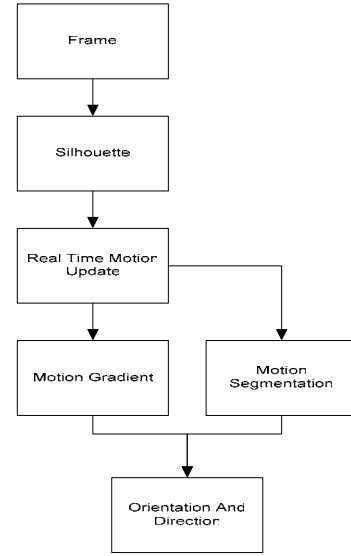 Frame
Silhouette
Real Time Motion
Update
Motion Gradient
Motion
Segmentation
Orientation And
Direction